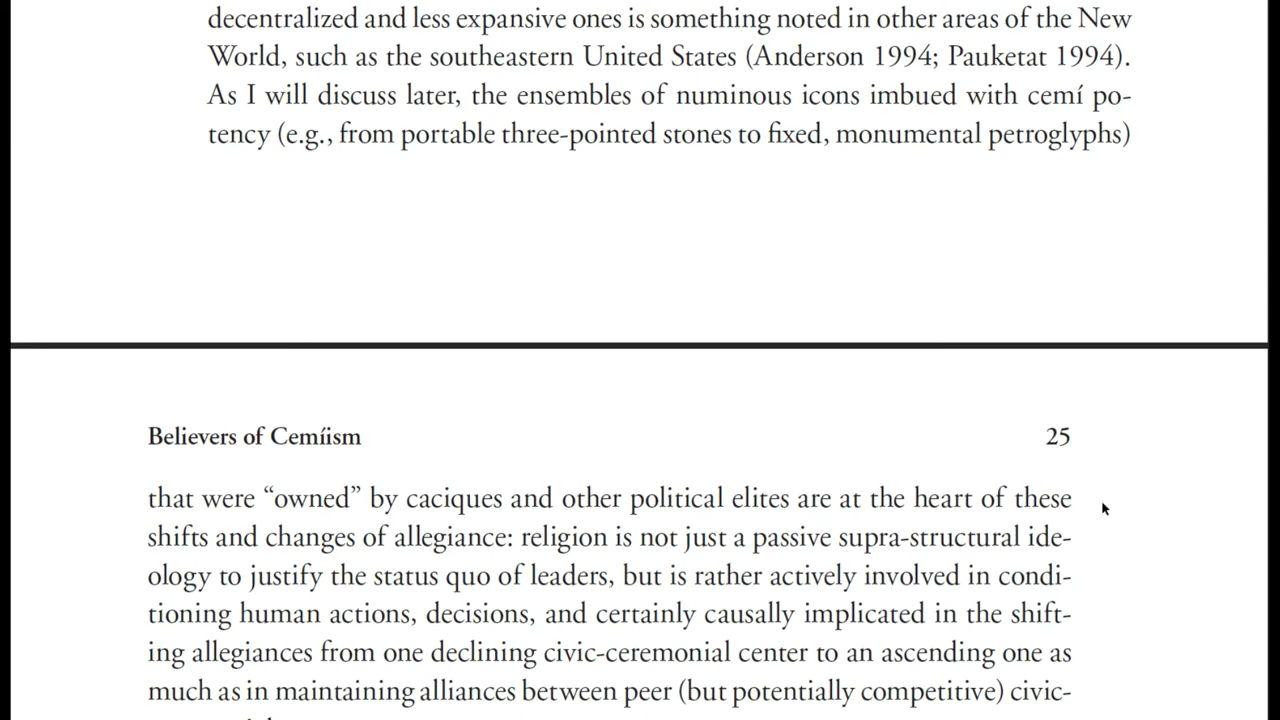 decentralized and less expansive ones is something noted in other areas of the New
World, such as the southeastern United States (Anderson 1994; Pauketat 1994).
As I will discuss later, the ensembles of numinous icons imbued with cemí po-
tency (e.g., from portable three-pointed stones to fixed, monumental petroglyphs)
Believers of Cemíism 25
that were “owned” by caciques and other political elites are at the heart of these
shifts and changes of allegiance: religion is not just a passive supra-structural ide-
ology to justify the status quo of leaders, but is rather actively involved in condi-
tioning human actions, decisions, and certainly causally implicated in the shift-
ing allegiances from one declining civic-ceremonial center to an ascending one as
much as in maintaining alliances between peer (but potentially competitive) civic-